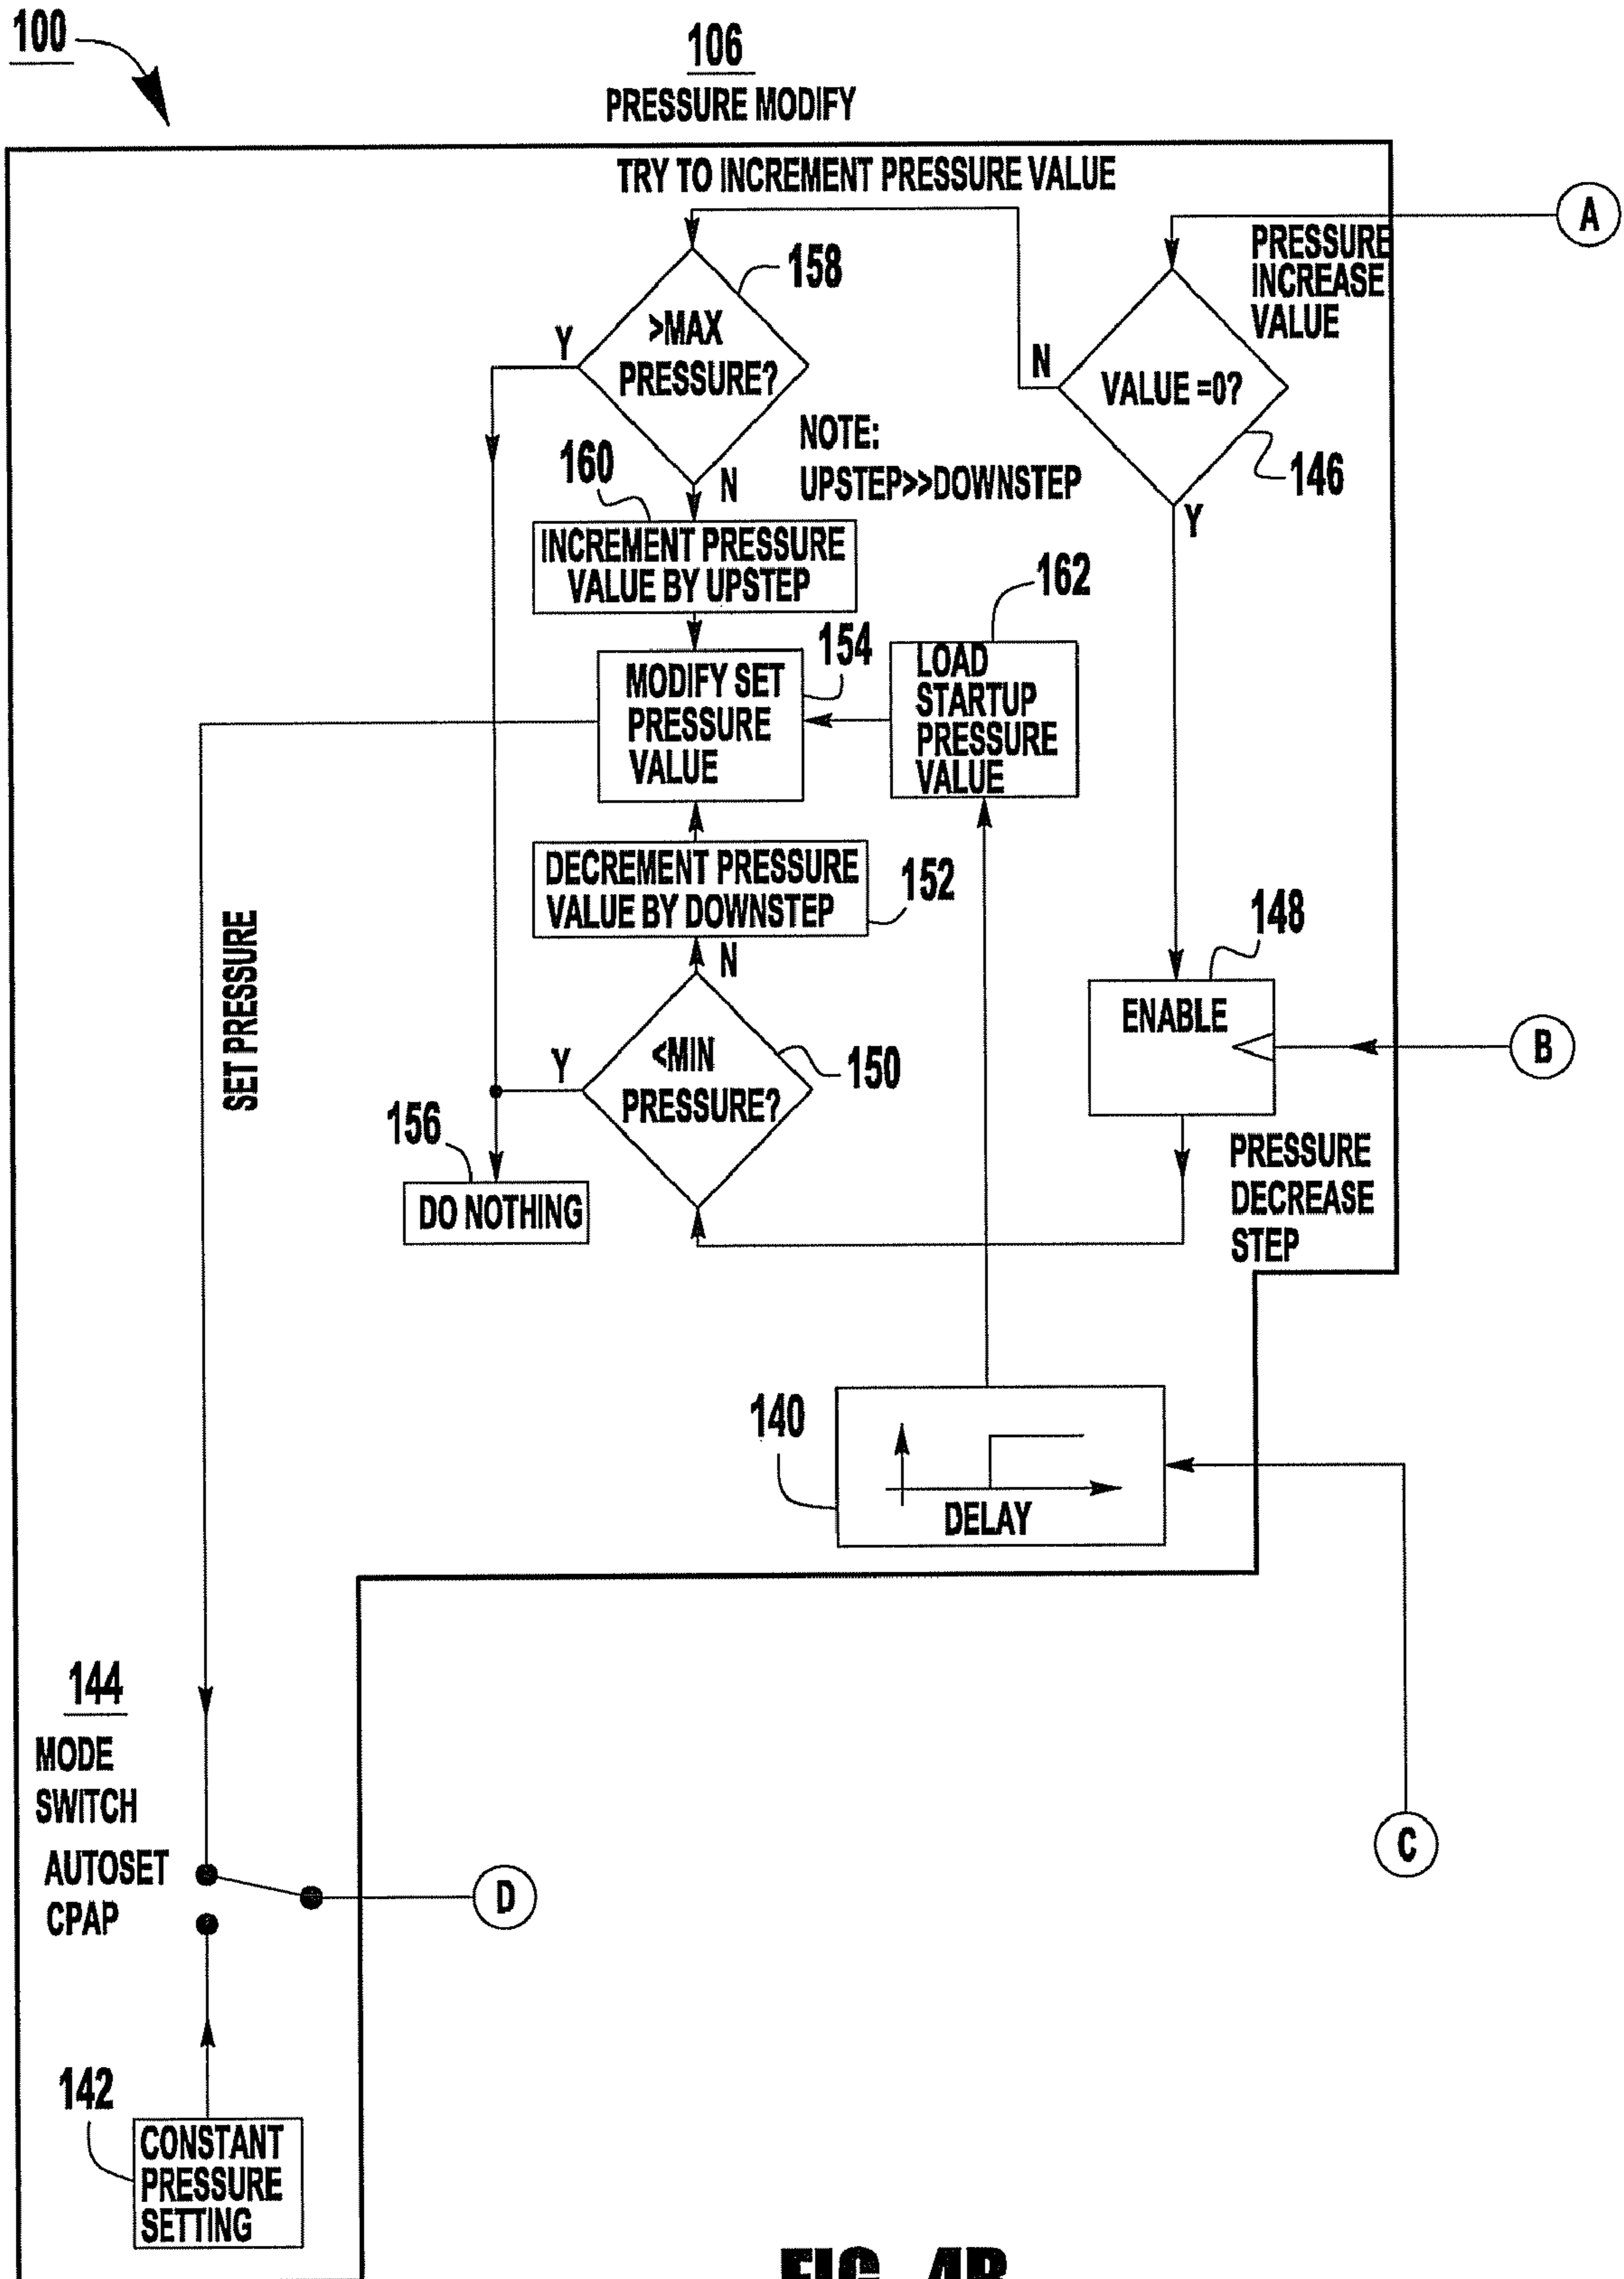 100
106
PRESSURE MODIFY
TRY TO INCREMENT PRESSURE VALUE
A
PRESSURE
INCREASE
VALUE
158
>MAX
PRESSURE?
Y
N
N
VALUE =0?
146
Y
NOTE:
UPSTEP>>DOWNSTEP
160
INCREMENT PRESSURE
VALUE BY UPSTEP
162
LOAD
STARTUP
PRESSURE
VALUE
154
MODIFY SET
PRESSURE
VALUE
DECREMENT PRESSURE
VALUE BY DOWNSTEP
152
N
148
ENABLE
B
SET PRESSURE
<MIN
PRESSURE?
Y
150
156
DO NOTHING
PRESSURE
DECREASE
STEP
140
DELAY
C
144
MODE
SWITCH
AUTOSET
CPAP
D
142
CONSTANT
PRESSURE
SETTING
FIG. 4B